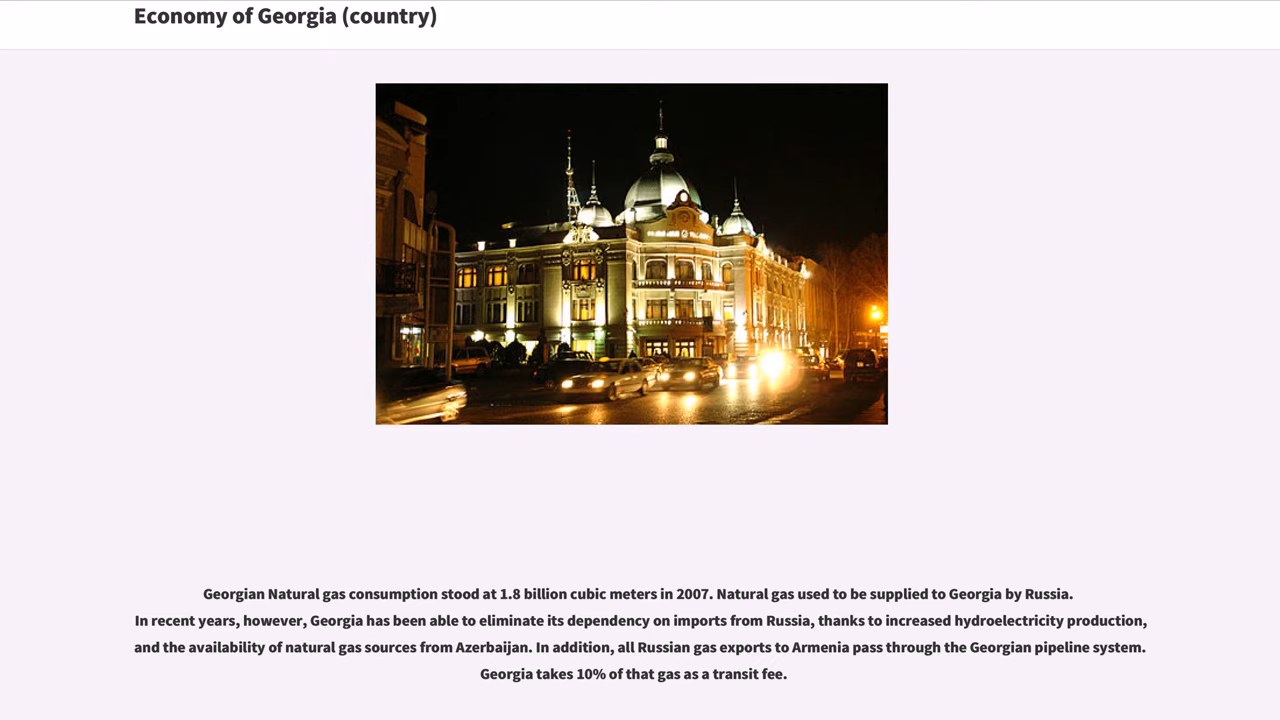 Economy of Georgia (country)
Georgian Natural gas consumption stood at 1.8 billion cubic meters in 2007. Natural gas used to be supplied to Georgia by Russia.
In recent years, however, Georgia has been able to eliminate its dependency on imports from Russia, thanks to increased hydroelectricity production,
and the availability of natural gas sources from Azerbaijan. In addition, all Russian gas exports to Armenia pass through the Georgian pipeline system.
Georgia takes 10% of that gas as a transit fee.